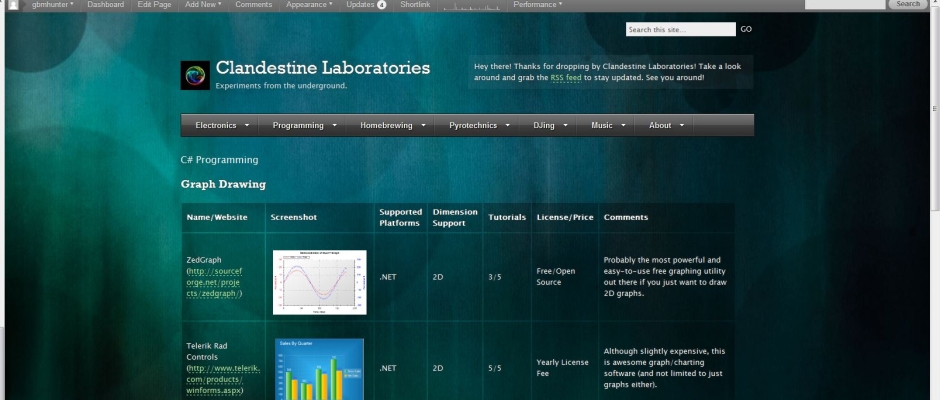 gbmhunter Dashboard Edit Page Add New Comments Appearance Updates 4 Shortlink Performance Search
Search this site... GO
Clandestine Laboratories
Experiments from the underground.
Hey there! Thanks for dropping by Clandestine Laboratories! Take a look
around and grab the RSS feed to stay updated. See you around!
Electronics Programming Homebrewing Pyrotechnics DJing Music About
C# Programming
Graph Drawing
Name/Website Screenshot Supported Platforms Dimension Support Tutorials License/Price Comments
ZedGraph
(http://sourcef
orge.net/proje
cts/zedgraph/)
.NET
2D
3/5
Free/Open
Source
Probably the most powerful and
easy-to-use free graphing utility
out there if you just want to draw
2D graphs.
Telerik Rad
Controls
(http://www.telerik.
com/products/
winforms.aspx)
Sales By Quarter
.NET
2D
5/5
Yearly License
Fee
Although slightly expensive, this
is awesome graph/charting
software (and not limited to just
graphs either).